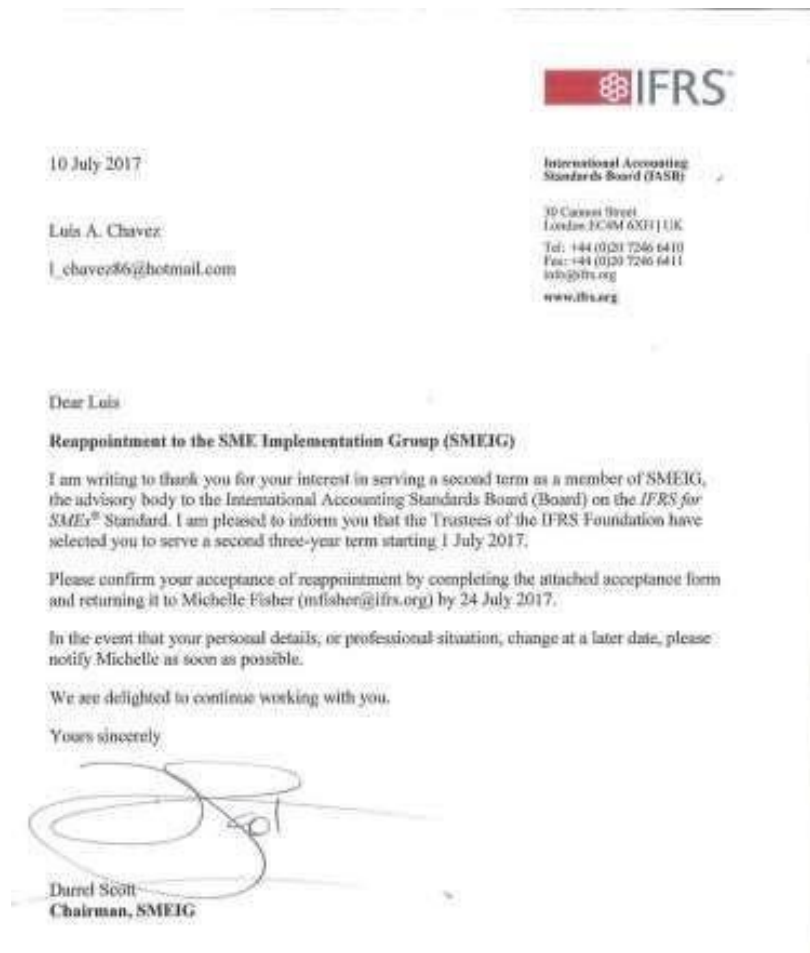 IFRS
10 July 2017
International Accounting
Standards Board (IASB)
Luis A. Chavez
l_chavez86@hotmail.com
30 Cannon Street
London EC4M 6XH | UK
Tel: +44 (0)20 7246 6410
Fax: +44 (0)20 7246 6411
info@ifrs.org
www.ifrs.org
Dear Luis
Reappointment to the SME Implementation Group (SMEIG)
I am writing to thank you for your interest in serving a second term as a member of SMEIG,
the advisory body to the International Accounting Standards Board (Board) on the IFRS for
SMEs® Standard. I am pleased to inform you that the Trustees of the IFRS Foundation have
selected you to serve a second three-year term starting 1 July 2017.
Please confirm your acceptance of reappointment by completing the attached acceptance form
and returning it to Michelle Fisher (mfisher@ifrs.org) by 24 July 2017.
In the event that your personal details, or professional situation, change at a later date, please
notify Michelle as soon as possible.
We are delighted to continue working with you.
Yours sincerely
Darrel Scott
Chairman, SMEIG